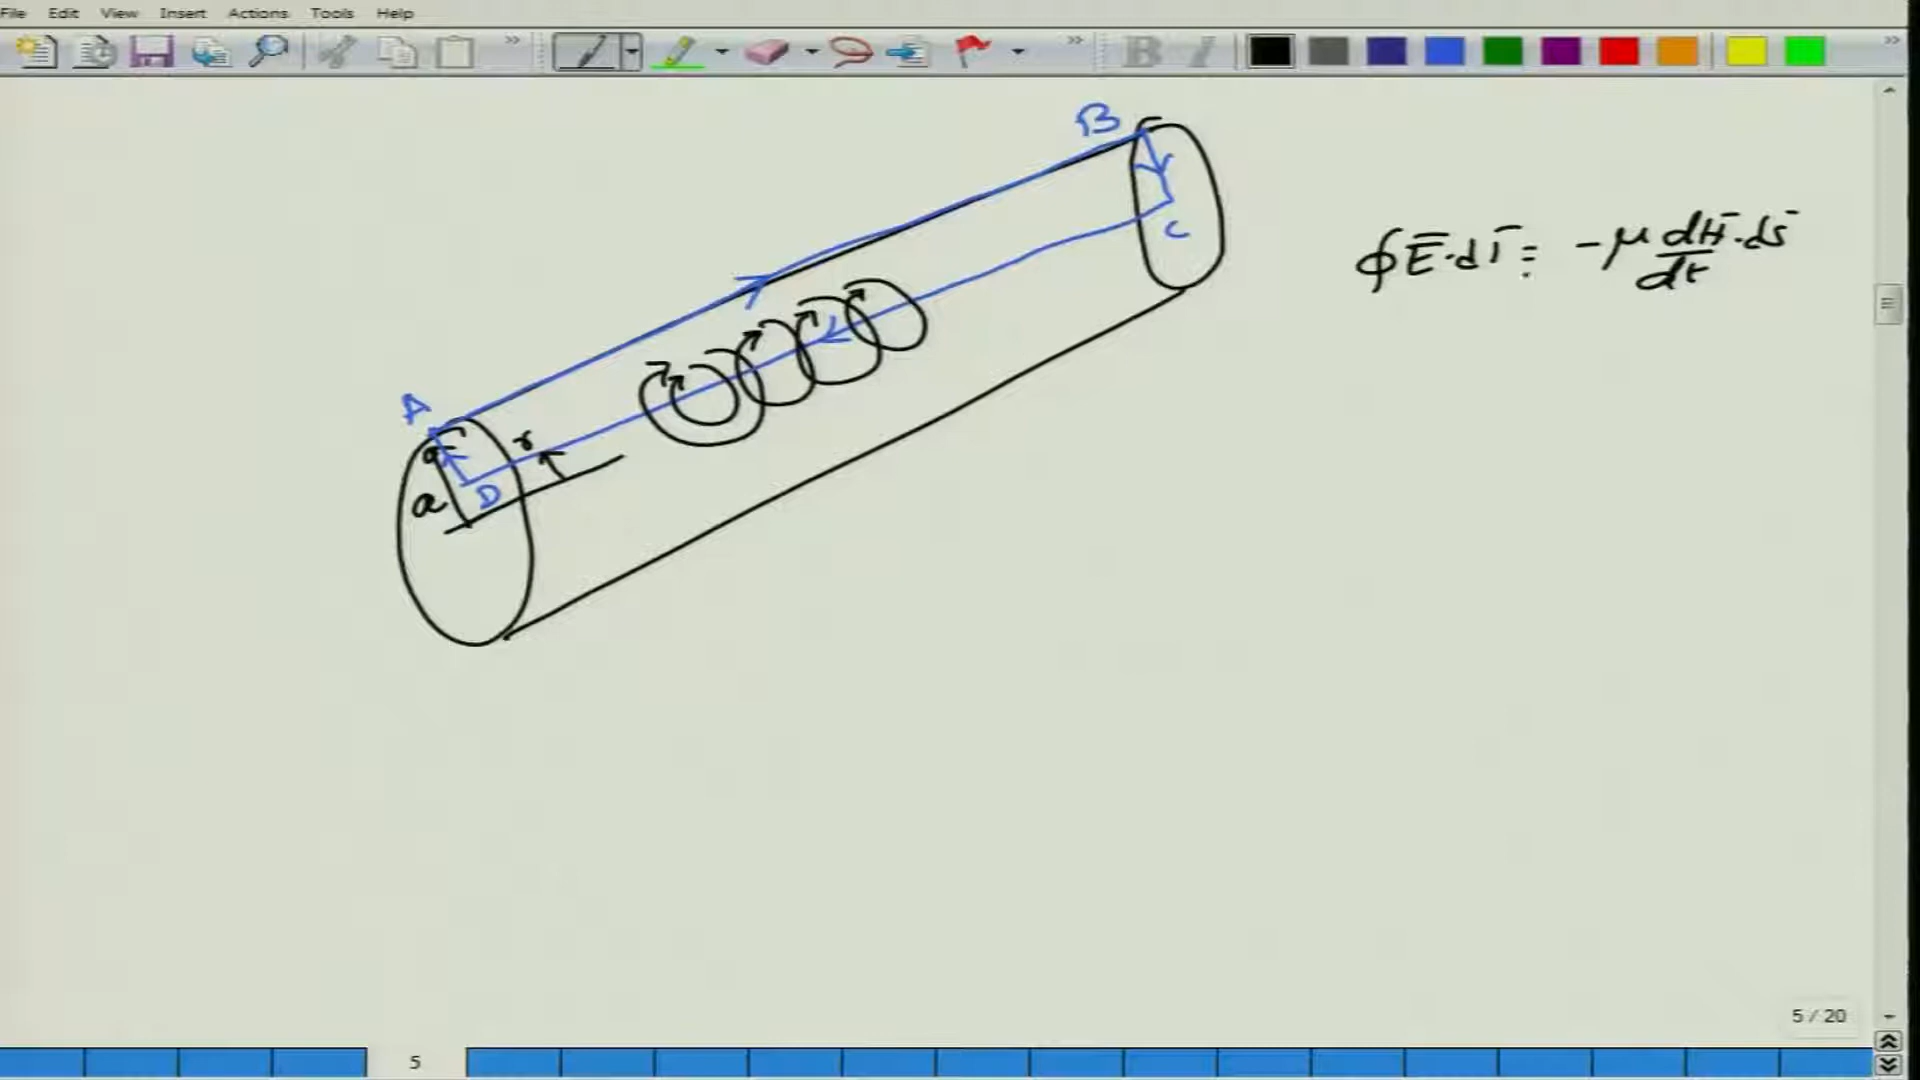 File Edit View Insert Actions Tools Help
B I
B
C
∮E̅·dl̅ = -μ dH̅/dt · ds̅
A
r
a
D
5 / 20
5